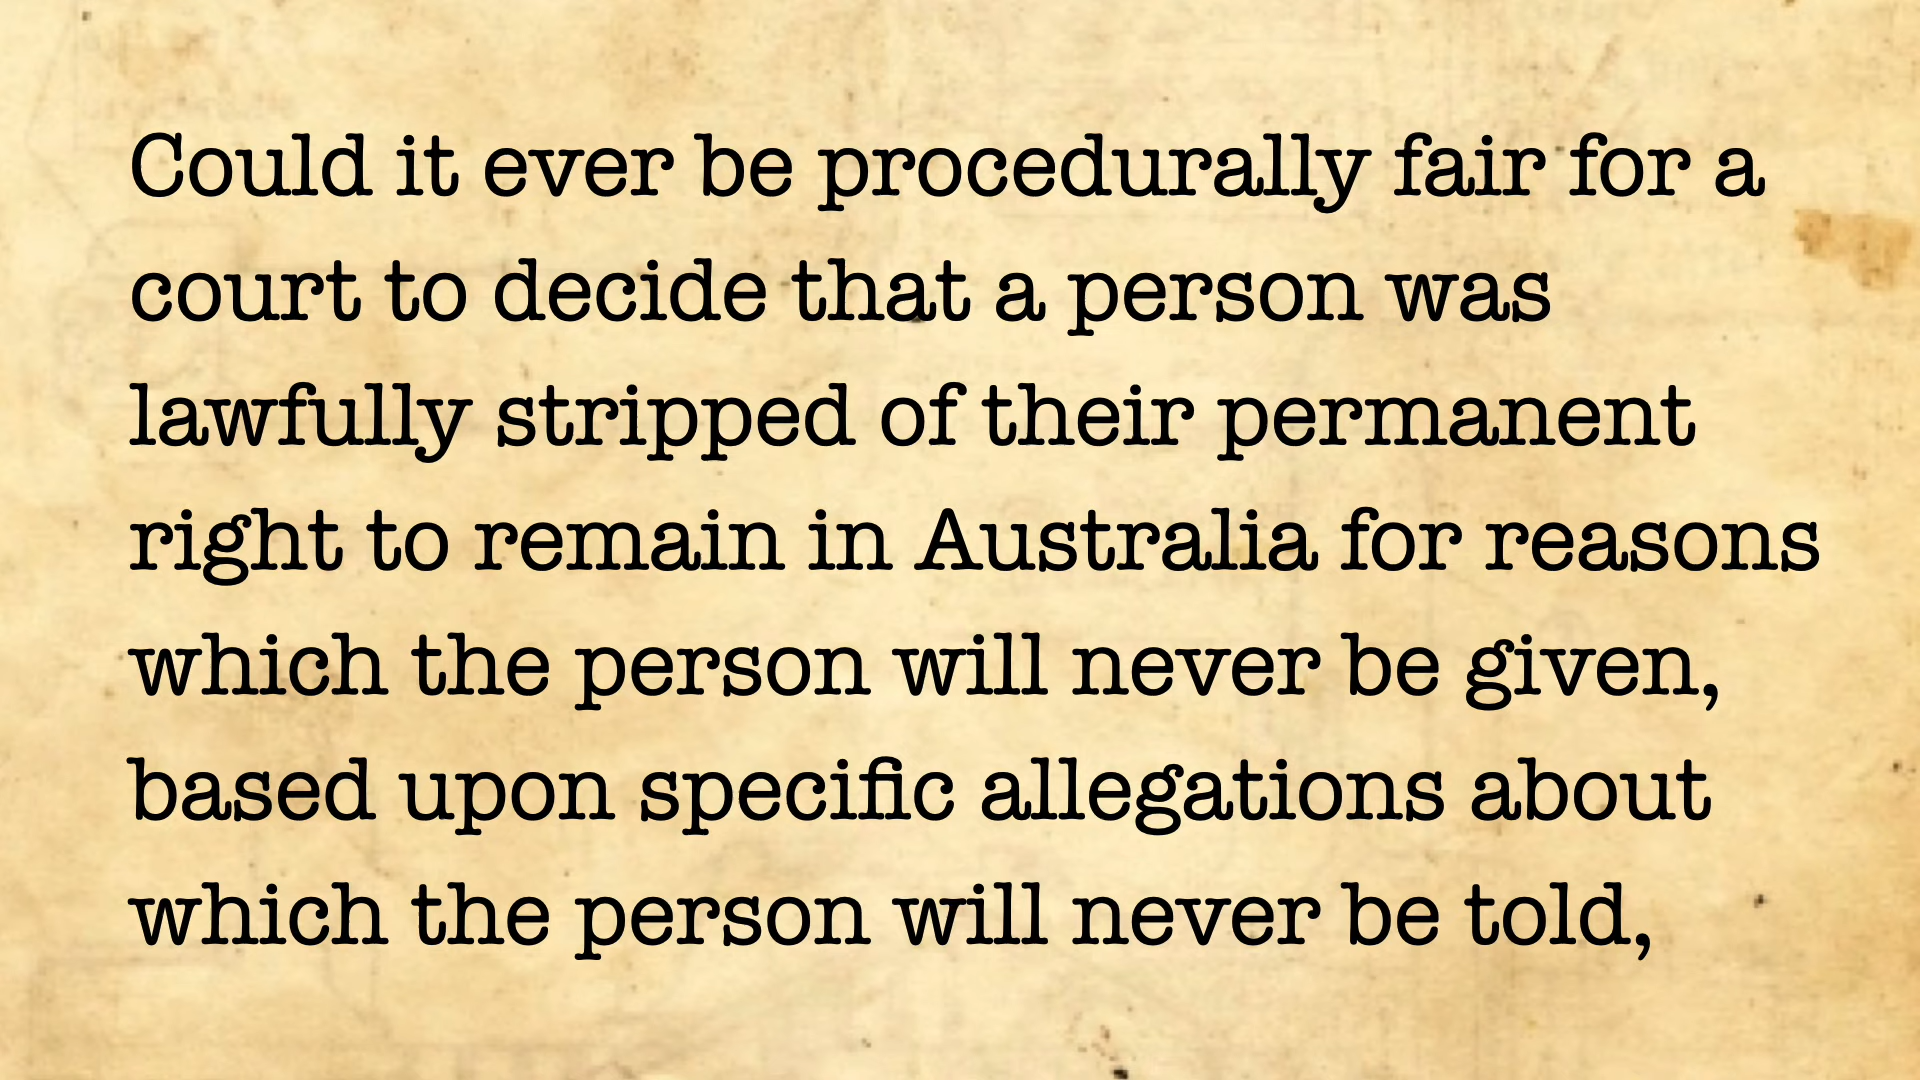 Could it ever be procedurally fair for a
court to decide that a person was
lawfully stripped of their permanent
right to remain in Australia for reasons
which the person will never be given,
based upon specific allegations about
which the person will never be told,